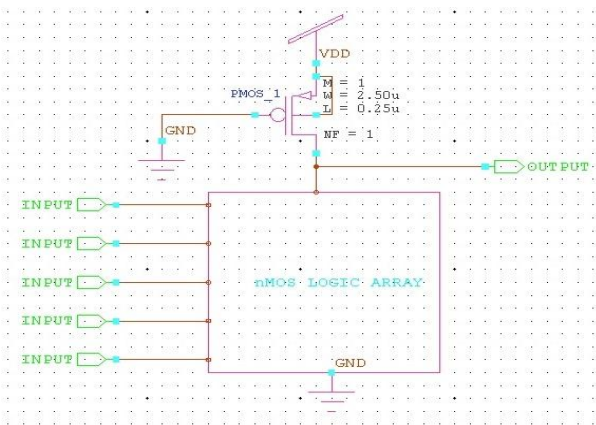 VDD
PMOS_1
M = 1
W = 2.50u
L = 0.25u
GND
NF = 1
OUTPUT
INPUT
INPUT
INPUT
nMOS LOGIC ARRAY
INPUT
INPUT
GND